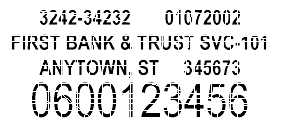 3242-34232 01072002
FIRST BANK & TRUST SVC-101
ANYTOWN, ST 345673
0600123456